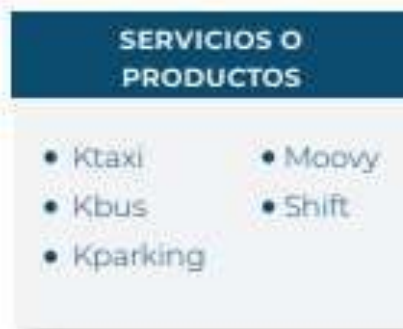 SERVICIOS O
PRODUCTOS
• Ktaxi
• Kbus
• Kparking
• Moovy
• Shift